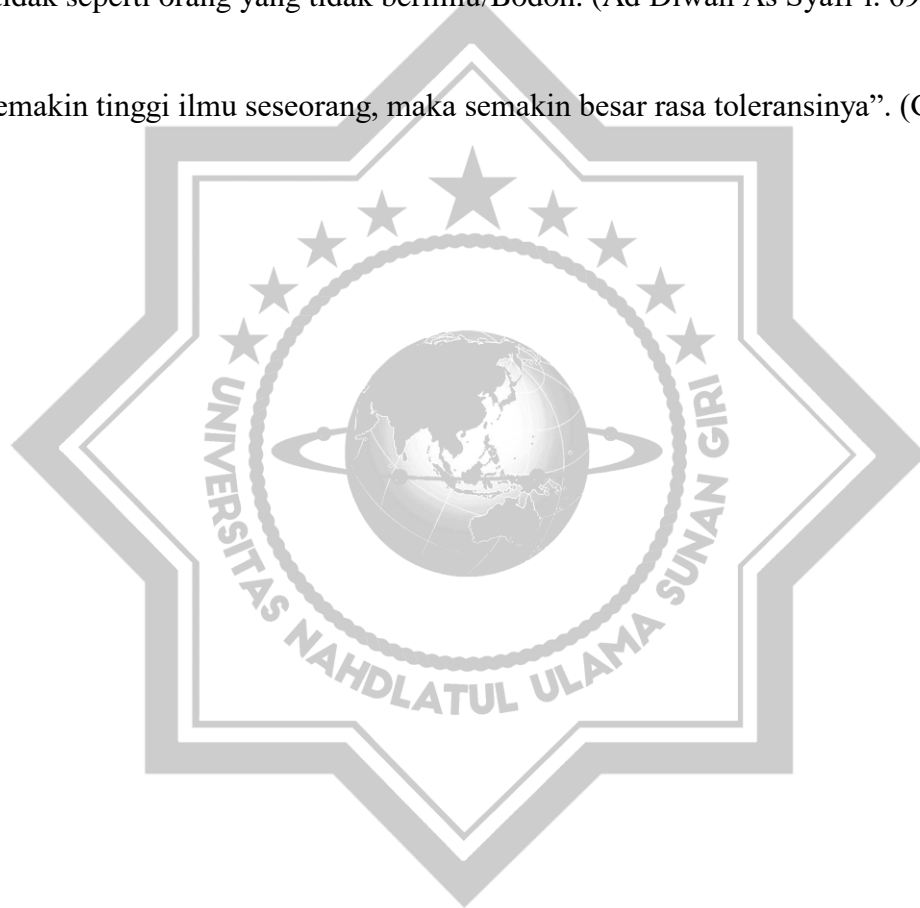 tidak seperti orang yang tidak berilmu/Bodoh. (Ad Diwan As Syafi'i: 69
emakin tinggi ilmu seseorang, maka semakin besar rasa toleransinya”. (G
UNIVERSITAS NAHDLATUL ULAMA SUNAN GIRI